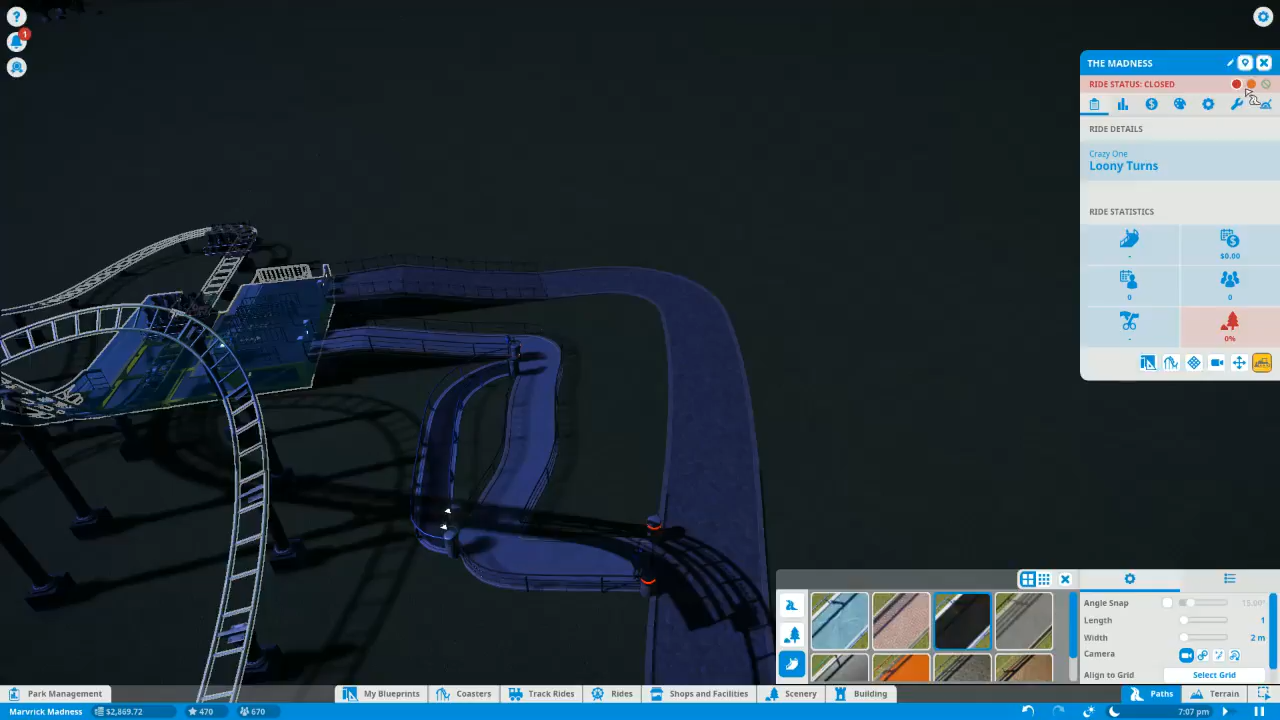 ?
1
THE MADNESS
RIDE STATUS: CLOSED
RIDE DETAILS
Crazy One
Loony Turns
RIDE STATISTICS
-
$0.00
0
0
-
0%
Angle Snap
15.00°
Length
1
Width
2 m
Camera
Align to Grid
Select Grid
Park Management
My Blueprints
Coasters
Track Rides
Rides
Shops and Facilities
Scenery
Building
Paths
Terrain
Marvrick Madness
$2,869.72
470
670
7:07 pm